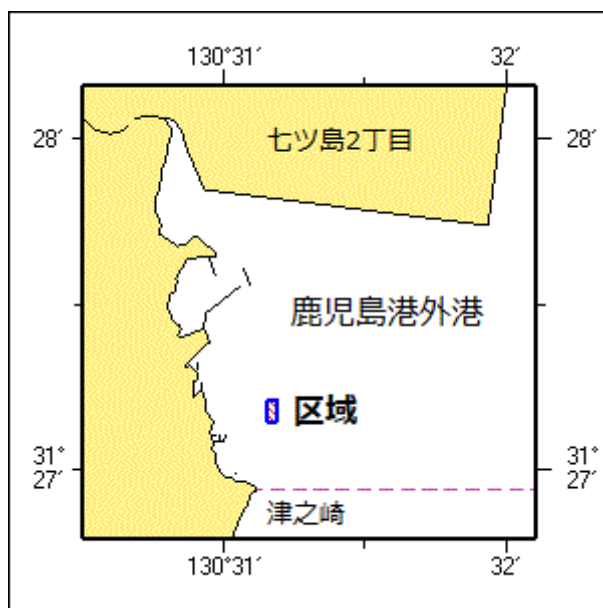 130°31′ 32′
28′ 七ツ島2丁目 28′
鹿児島港外港
区域
31° 31°
27′ 27′
津之崎
130°31′ 32′